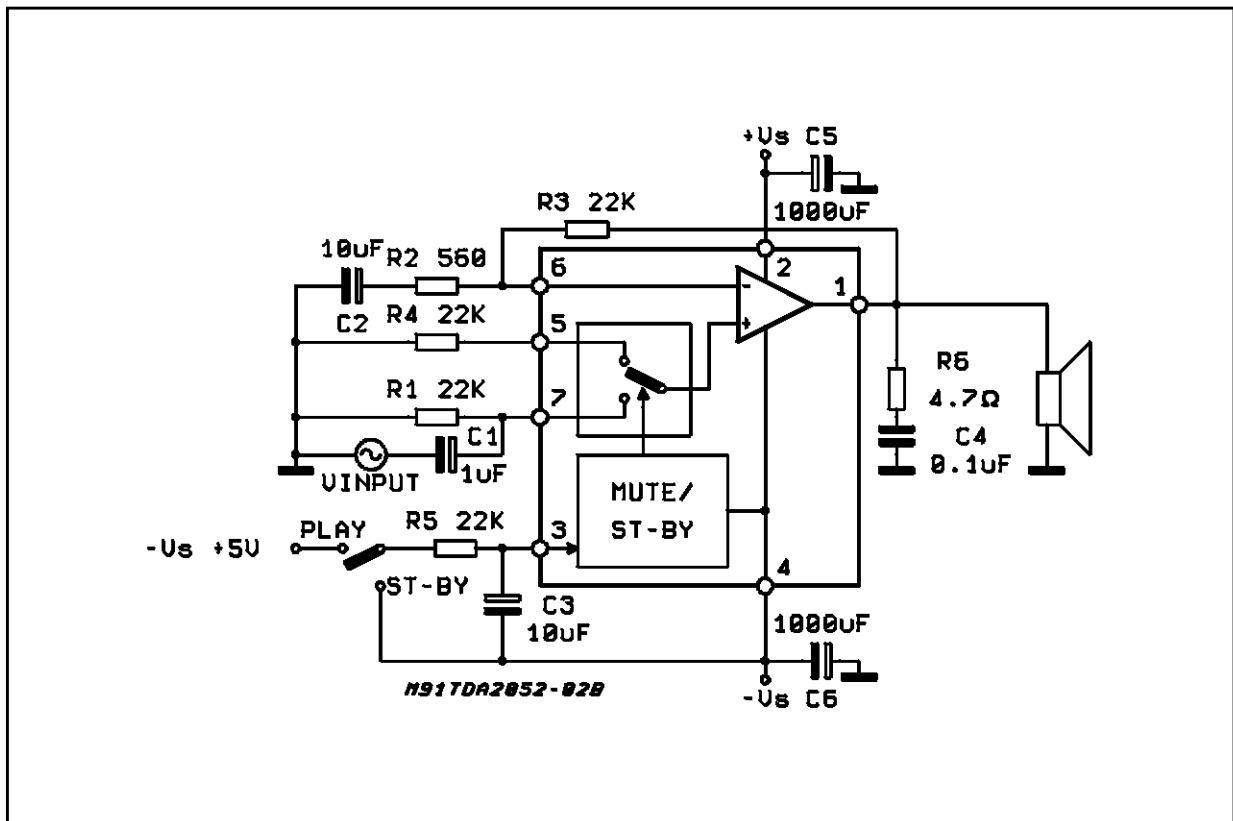 +Vs C5
1000uF
R3 22K
10uF
R2 560
C2
6
2
1
-
+
R4 22K
5
R1 22K
7
C1
1uF
VINPUT
R6
4.7Ω
C4
0.1uF
MUTE/
ST-BY
-Vs +5V
PLAY
R5 22K
3
ST-BY
C3
10uF
4
1000uF
-Vs C6
M91TDA2052-02B